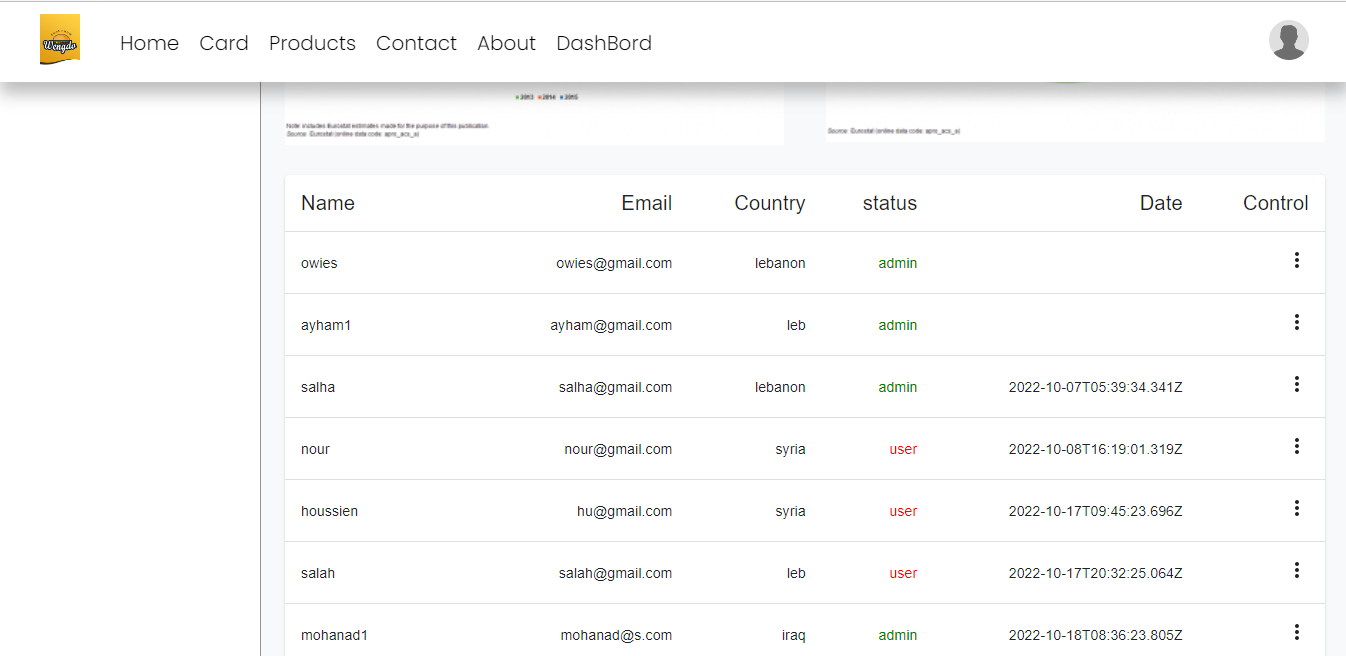 Wengdo
Home Card Products Contact About DashBord
2013 2014 2015
Note: includes Eurostat estimates made for the purpose of this publication.
Source: Eurostat (online data code: apro_acs_a)
Source: Eurostat (online data code: apro_acs_a)
Name Email Country status Date Control
owies owies@gmail.com lebanon admin
ayham1 ayham@gmail.com leb admin
salha salha@gmail.com lebanon admin 2022-10-07T05:39:34.341Z
nour nour@gmail.com syria user 2022-10-08T16:19:01.319Z
houssien hu@gmail.com syria user 2022-10-17T09:45:23.696Z
salah salah@gmail.com leb user 2022-10-17T20:32:25.064Z
mohanad1 mohanad@s.com iraq admin 2022-10-18T08:36:23.805Z